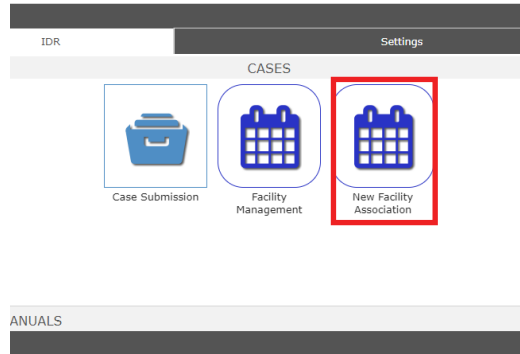 IDR
Settings
CASES
Case Submission
Facility
Management
New Facility
Association
ANUALS